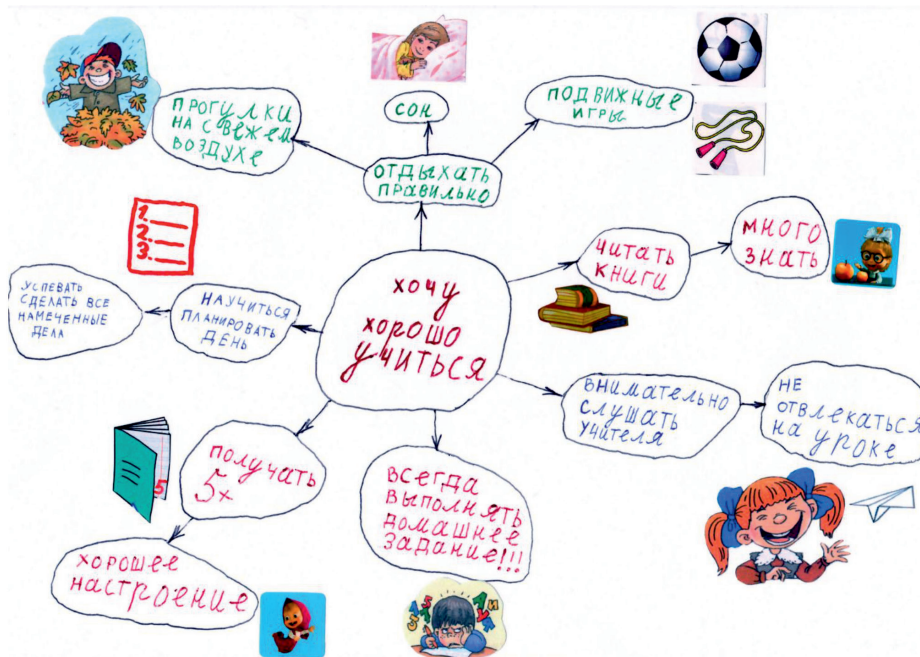 ПРОГУЛКИ
НА СВЕЖЕМ
ВОЗДУХЕ
СОН
ПОДВИЖНЫЕ
ИГРЫ
ОТДЫХАТЬ
ПРАВИЛЬНО
1.
2.
3.
ЧИТАТЬ
КНИГИ
МНОГО
ЗНАТЬ
УСПЕВАТЬ
СДЕЛАТЬ ВСЕ
НАМЕЧЕННЫЕ
ДЕЛА
НАУЧИТЬСЯ
ПЛАНИРОВАТЬ
ДЕНЬ
ХОЧУ
ХОРОШО
УЧИТЬСЯ
ВНИМАТЕЛЬНО
СЛУШАТЬ
УЧИТЕЛЯ
НЕ
ОТВЛЕКАТЬСЯ
НА УРОКЕ
5
ПОЛУЧАТЬ
5+
ВСЕГДА
ВЫПОЛНЯТЬ
ДОМАШНЕЕ
ЗАДАНИЕ!!!
ХОРОШЕЕ
НАСТРОЕНИЕ